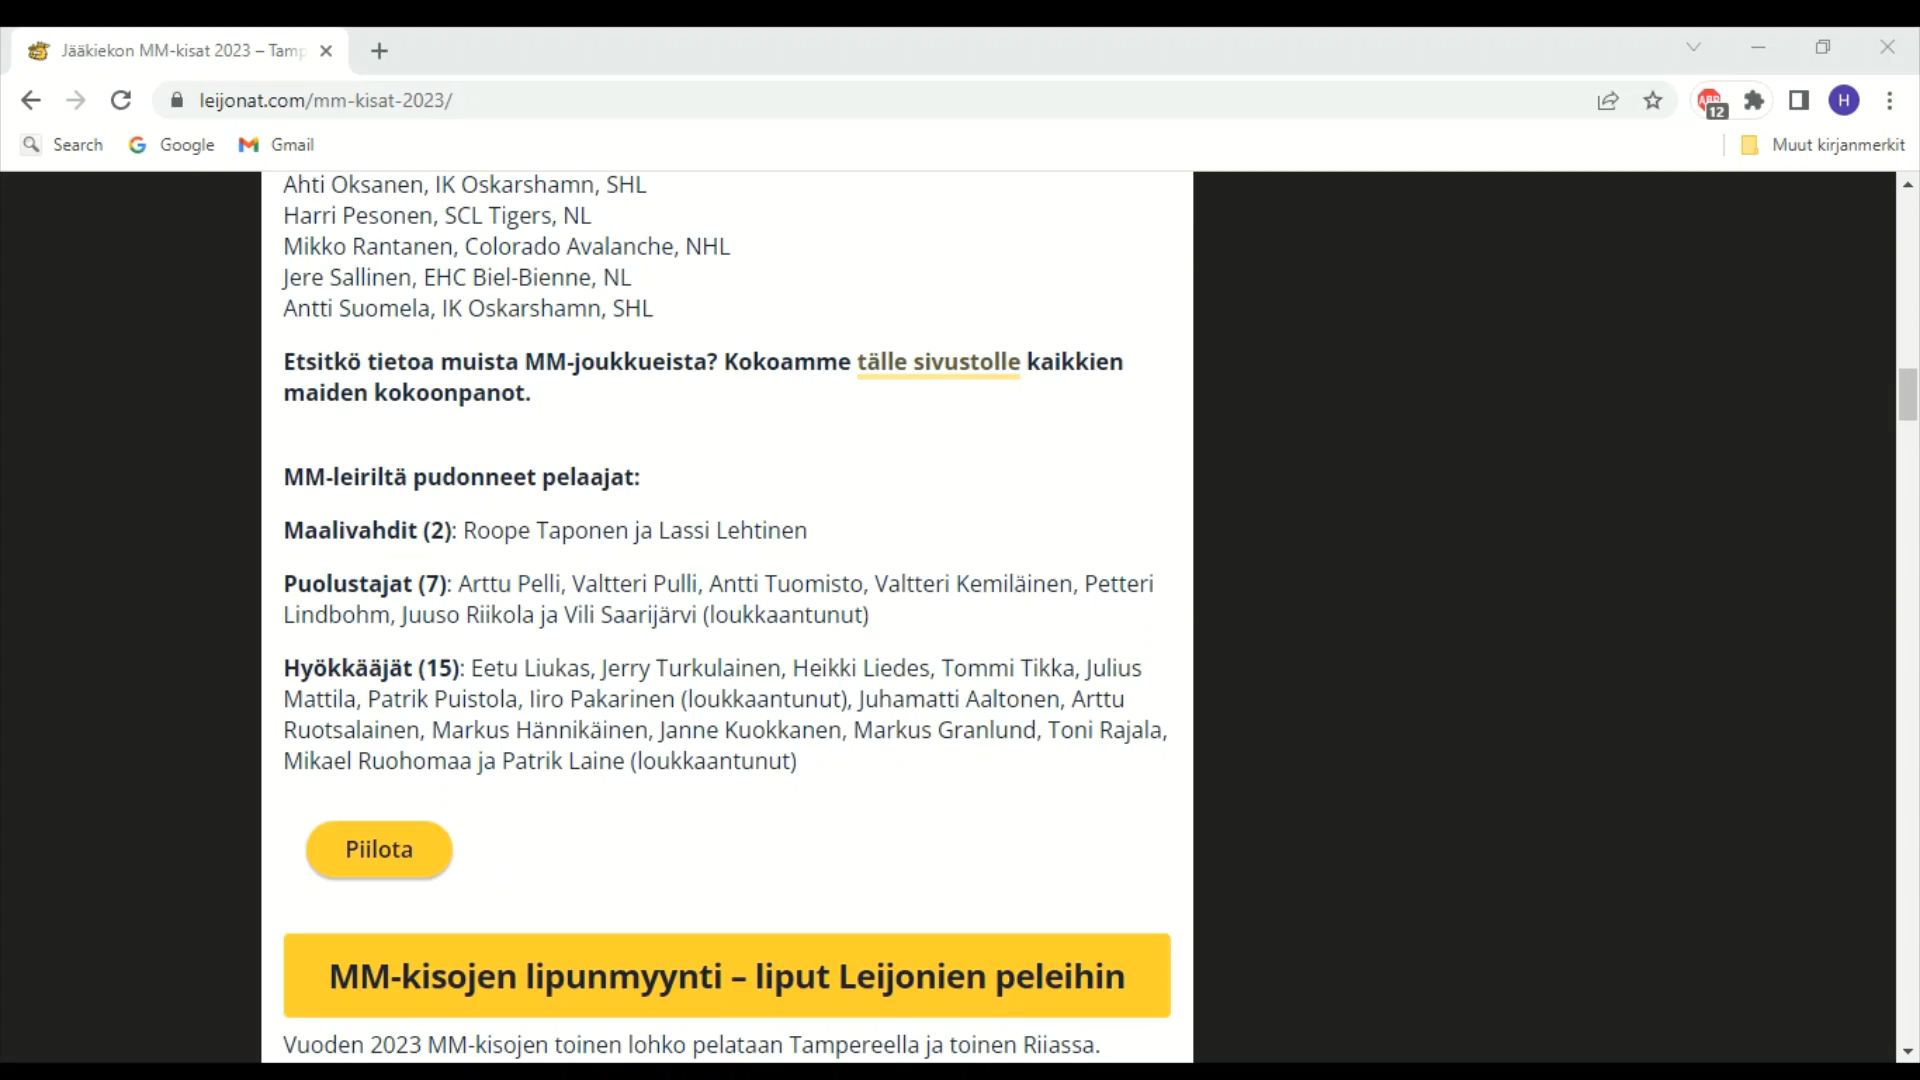 Jääkiekon MM-kisat 2023 – Tamp
leijonat.com/mm-kisat-2023/
ABP
12
H
Search
Google
Gmail
Muut kirjanmerkit
Ahti Oksanen, IK Oskarshamn, SHL
Harri Pesonen, SCL Tigers, NL
Mikko Rantanen, Colorado Avalanche, NHL
Jere Sallinen, EHC Biel-Bienne, NL
Antti Suomela, IK Oskarshamn, SHL
Etsitkö tietoa muista MM-joukkueista? Kokoamme tälle sivustolle kaikkien
maiden kokoonpanot.
MM-leiriltä pudonneet pelaajat:
Maalivahdit (2): Roope Taponen ja Lassi Lehtinen
Puolustajat (7): Arttu Pelli, Valtteri Pulli, Antti Tuomisto, Valtteri Kemiläinen, Petteri
Lindbohm, Juuso Riikola ja Vili Saarijärvi (loukkaantunut)
Hyökkääjät (15): Eetu Liukas, Jerry Turkulainen, Heikki Liedes, Tommi Tikka, Julius
Mattila, Patrik Puistola, Iiro Pakarinen (loukkaantunut), Juhamatti Aaltonen, Arttu
Ruotsalainen, Markus Hännikäinen, Janne Kuokkanen, Markus Granlund, Toni Rajala,
Mikael Ruohomaa ja Patrik Laine (loukkaantunut)
Piilota
MM-kisojen lipunmyynti – liput Leijonien peleihin
Vuoden 2023 MM-kisojen toinen lohko pelataan Tampereella ja toinen Riiassa.